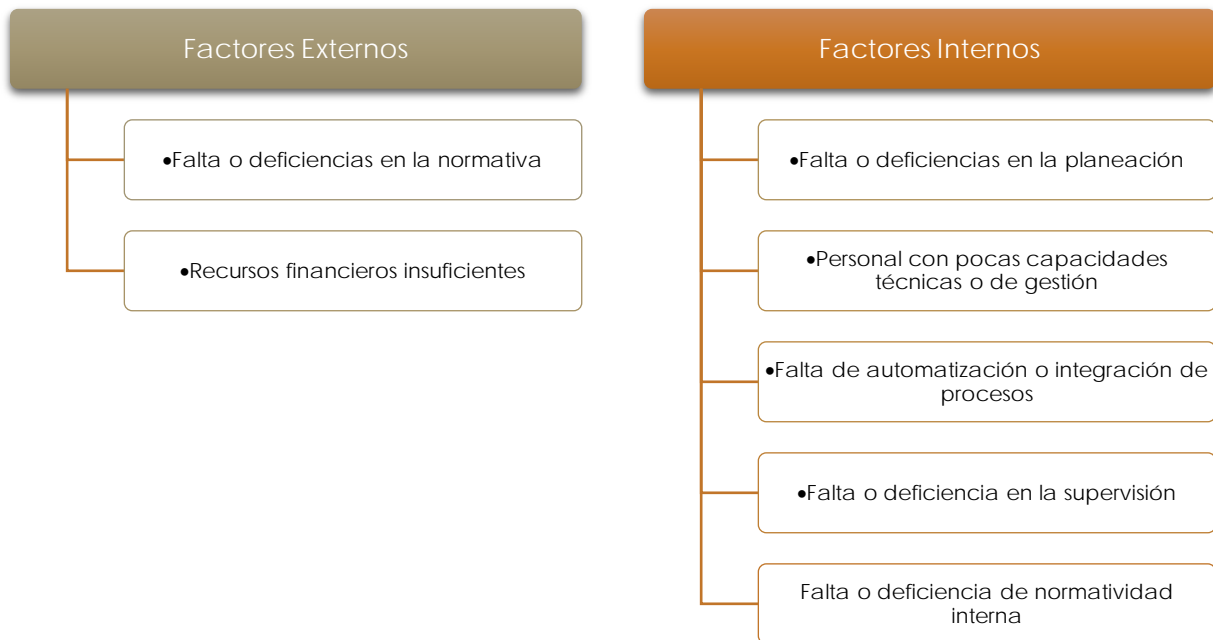 Factores Externos
•Falta o deficiencias en la normativa
•Recursos financieros insuficientes
Factores Internos
•Falta o deficiencias en la planeación
•Personal con pocas capacidades
técnicas o de gestión
•Falta de automatización o integración de
procesos
•Falta o deficiencia en la supervisión
Falta o deficiencia de normatividad
interna